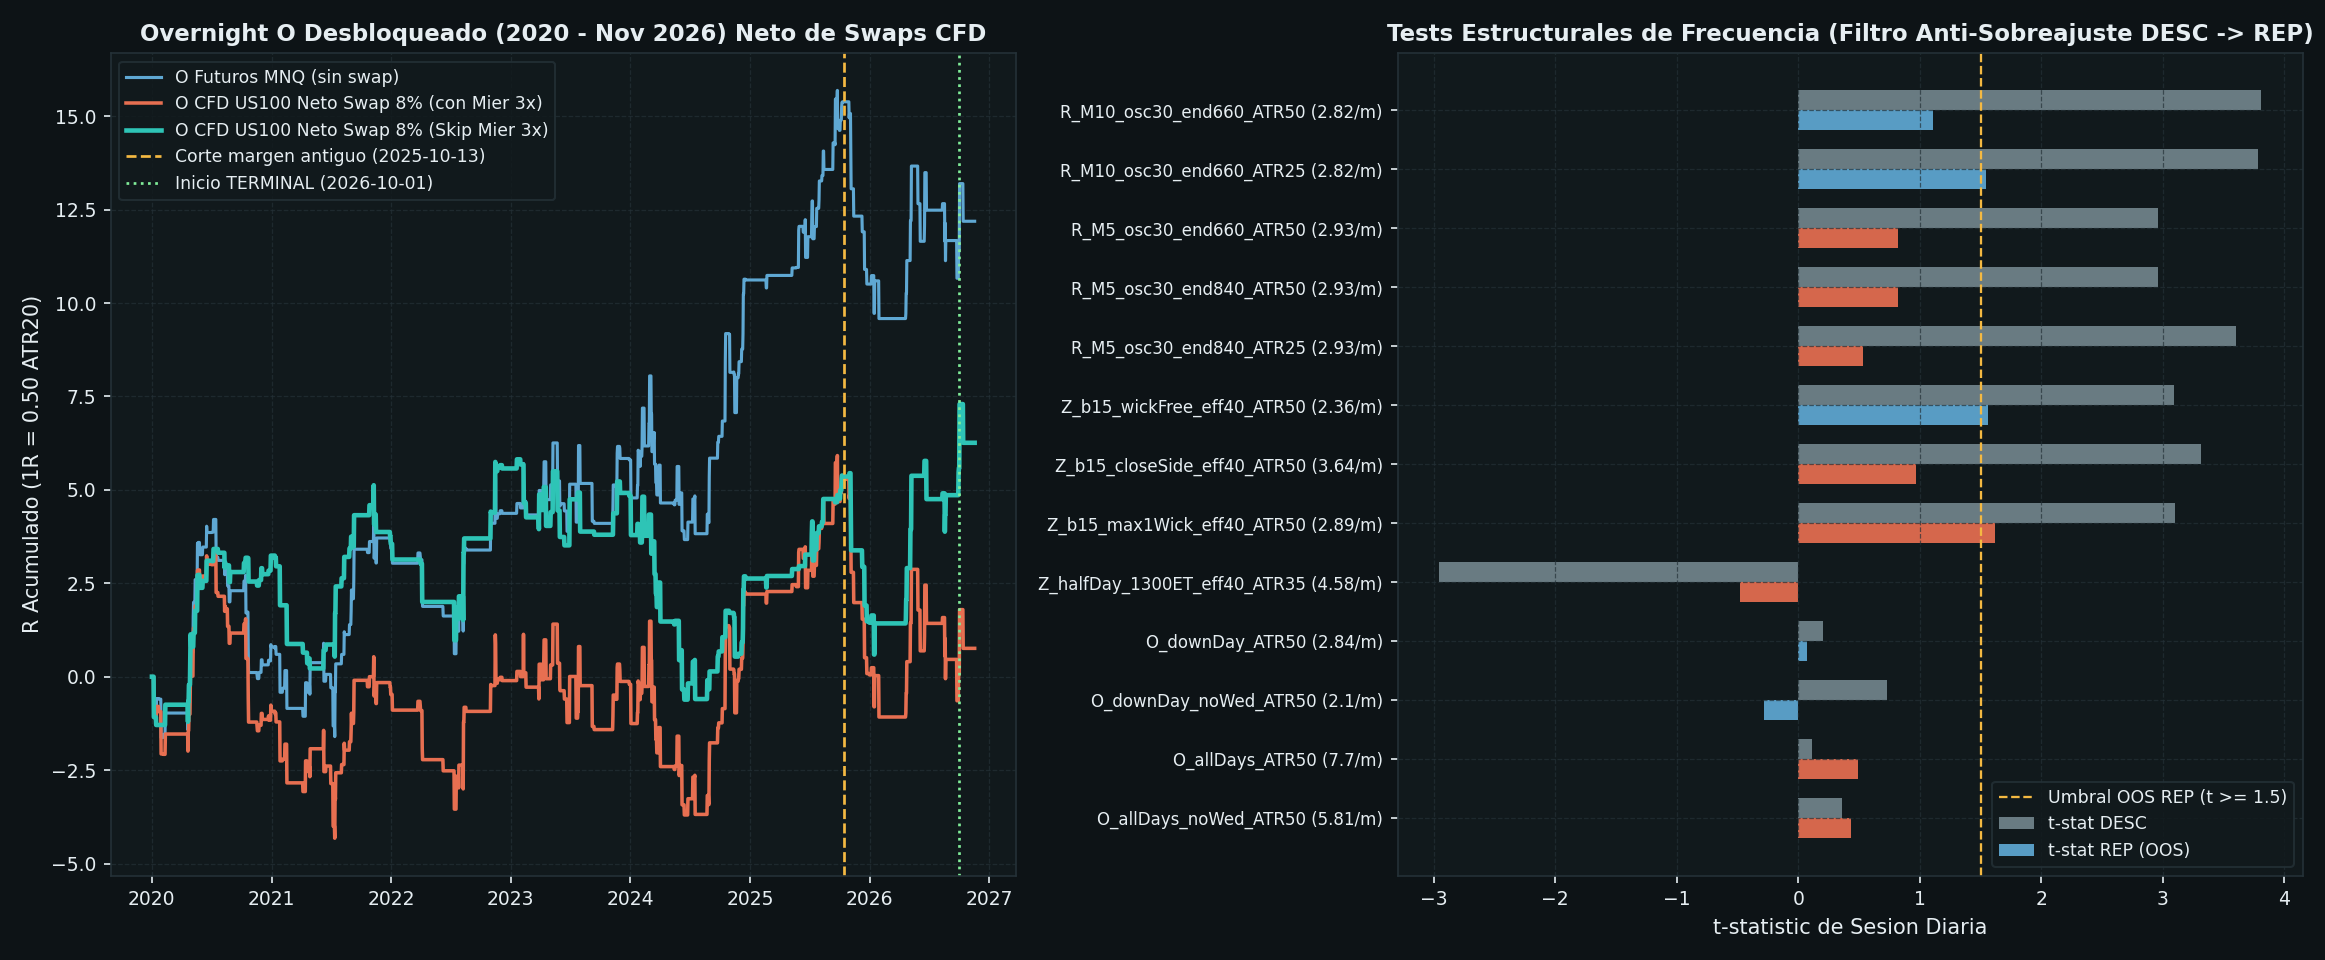 Overnight O Desbloqueado (2020 - Nov 2026) Neto de Swaps CFD
O Futuros MNQ (sin swap)
O CFD US100 Neto Swap 8% (con Mier 3x)
O CFD US100 Neto Swap 8% (Skip Mier 3x)
Corte margen antiguo (2025-10-13)
Inicio TERMINAL (2026-10-01)
R Acumulado (1R = 0.50 ATR20)
15.0
12.5
10.0
7.5
5.0
2.5
0.0
−2.5
−5.0
2020 2021 2022 2023 2024 2025 2026 2027
Tests Estructurales de Frecuencia (Filtro Anti-Sobreajuste DESC -> REP)
R_M10_osc30_end660_ATR50 (2.82/m)
R_M10_osc30_end660_ATR25 (2.82/m)
R_M5_osc30_end660_ATR50 (2.93/m)
R_M5_osc30_end840_ATR50 (2.93/m)
R_M5_osc30_end840_ATR25 (2.93/m)
Z_b15_wickFree_eff40_ATR50 (2.36/m)
Z_b15_closeSide_eff40_ATR50 (3.64/m)
Z_b15_max1Wick_eff40_ATR50 (2.89/m)
Z_halfDay_1300ET_eff40_ATR35 (4.58/m)
O_downDay_ATR50 (2.84/m)
O_downDay_noWed_ATR50 (2.1/m)
O_allDays_ATR50 (7.7/m)
O_allDays_noWed_ATR50 (5.81/m)
Umbral OOS REP (t >= 1.5)
t-stat DESC
t-stat REP (OOS)
−3 −2 −1 0 1 2 3 4
t-statistic de Sesion Diaria